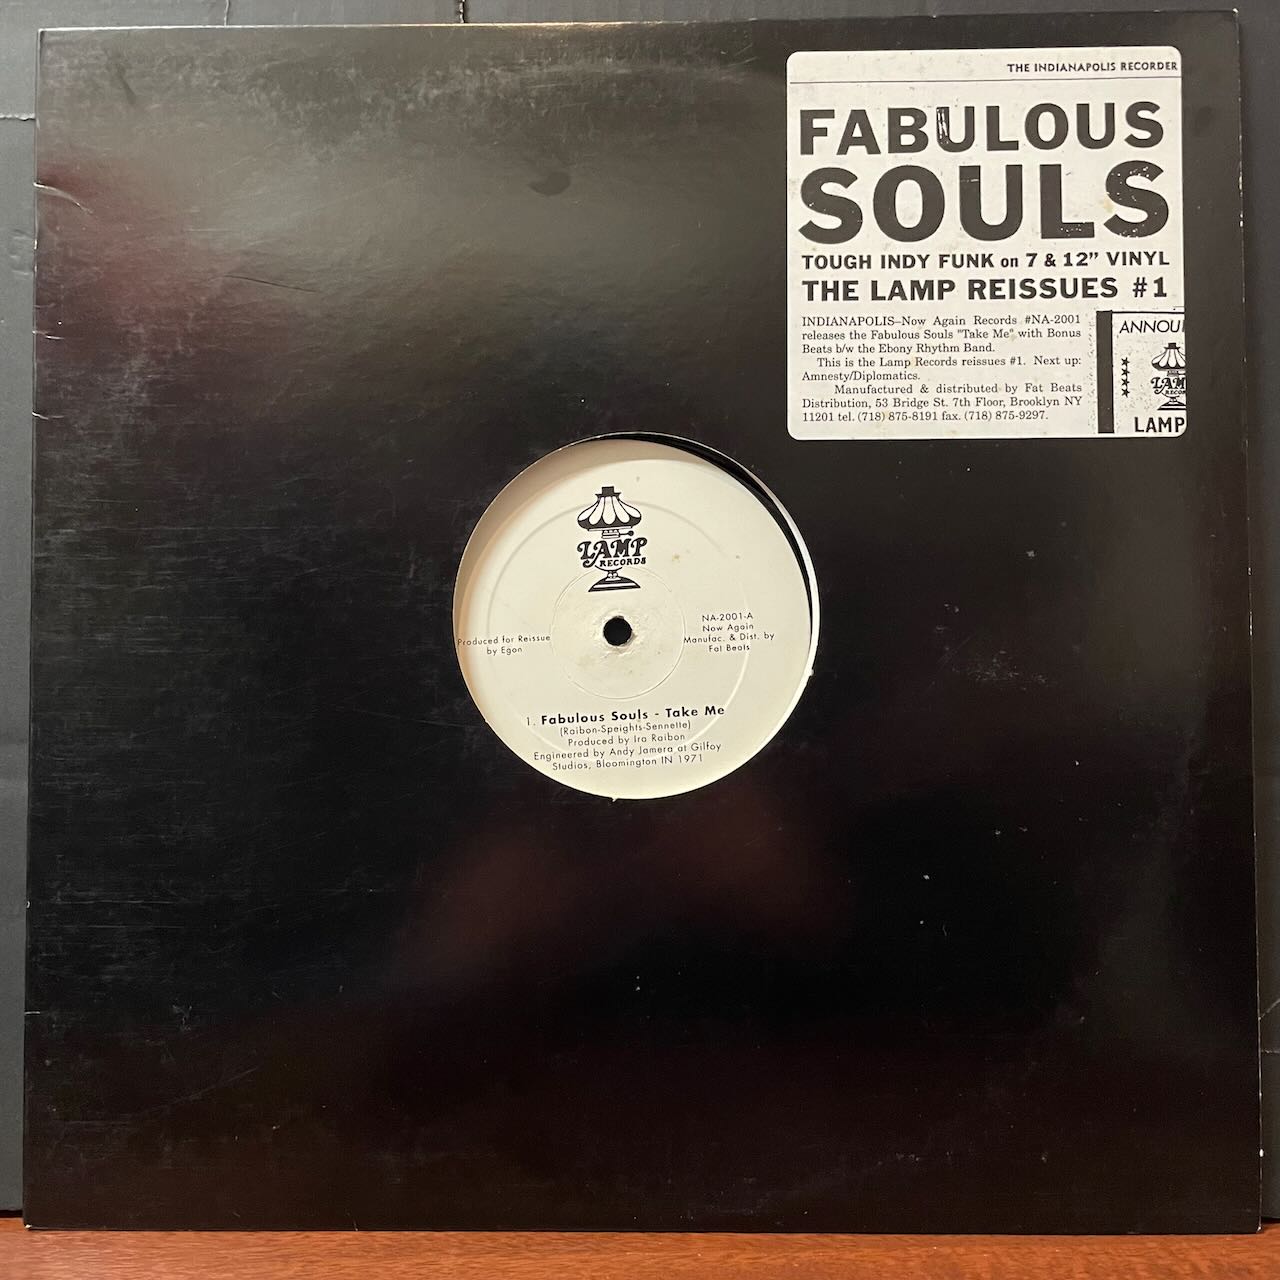 THE INDIANAPOLIS RECORDER
FABULOUS
SOULS
TOUGH INDY FUNK on 7 & 12” VINYL
THE LAMP REISSUES #1
INDIANAPOLIS–Now Again Records #NA-2001
releases the Fabulous Souls "Take Me" with Bonus
Beats b/w the Ebony Rhythm Band.
This is the Lamp Records reissues #1. Next up:
Amnesty/Diplomatics.
Manufactured & distributed by Fat Beats
Distribution, 53 Bridge St. 7th Floor, Brooklyn NY
11201 tel. (718) 875-8191 fax. (718) 875-9297.
ANNOU
LAM
RECOR
LAMP
LAMP
RECORDS
Produced for Reissue
by Egon
NA-2001-A
Now Again
Manufac. & Dist. by
Fat Beats
1. Fabulous Souls - Take Me
(Raibon-Speights-Sennette)
Produced by Ira Raibon
Engineered by Andy Jamera at Gilfoy
Studios, Bloomington IN 1971